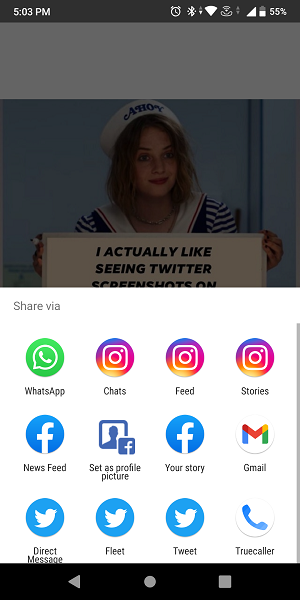 5:03 PM
55%
AHOY
I ACTUALLY LIKE
SEEING TWITTER
SCREENSHOTS ON
Share via
WhatsApp
Chats
Feed
Stories
News Feed
Set as profile
picture
Your story
Gmail
Direct
Message
Fleet
Tweet
Truecaller